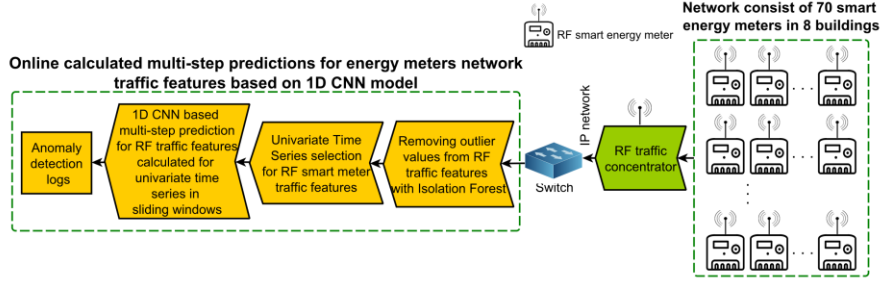 Network consist of 70 smart
energy meters in 8 buildings
RF smart energy meter
Online calculated multi-step predictions for energy meters network
traffic features based on 1D CNN model
Anomaly
detection
logs
1D CNN based
multi-step prediction
for RF traffic features
calculated for
univariate time
series in
sliding windows
Univariate Time
Series selection
for RF smart meter
traffic features
Removing outlier
values from RF
traffic features
with Isolation Forest
Switch
IP network
RF traffic
concentrator